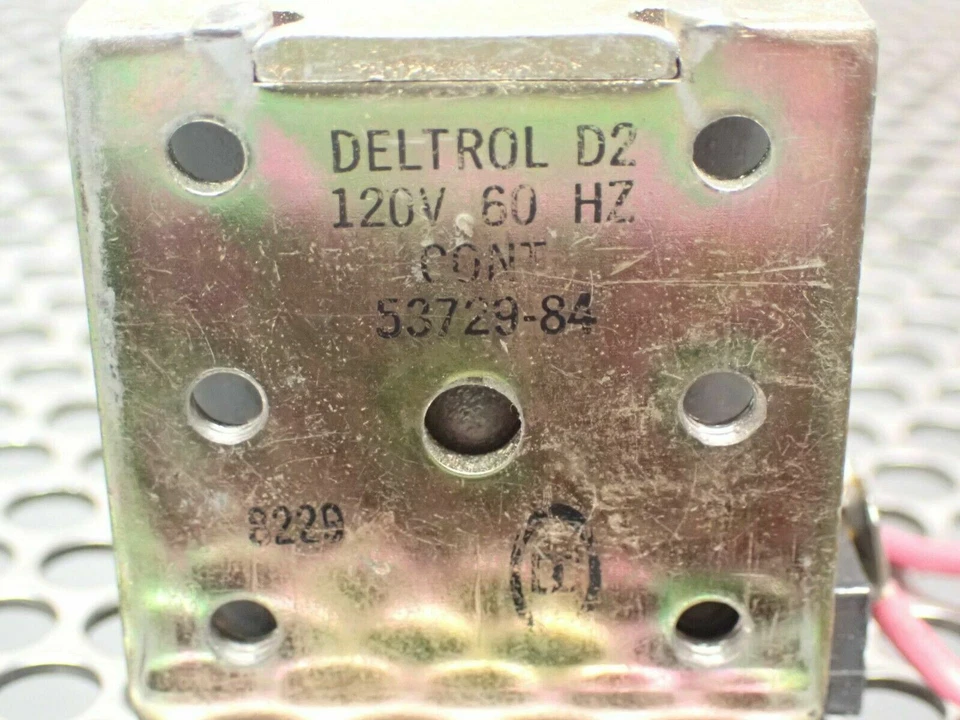 DELTROL D2
120V 60 HZ
CONT
53729-84
8229